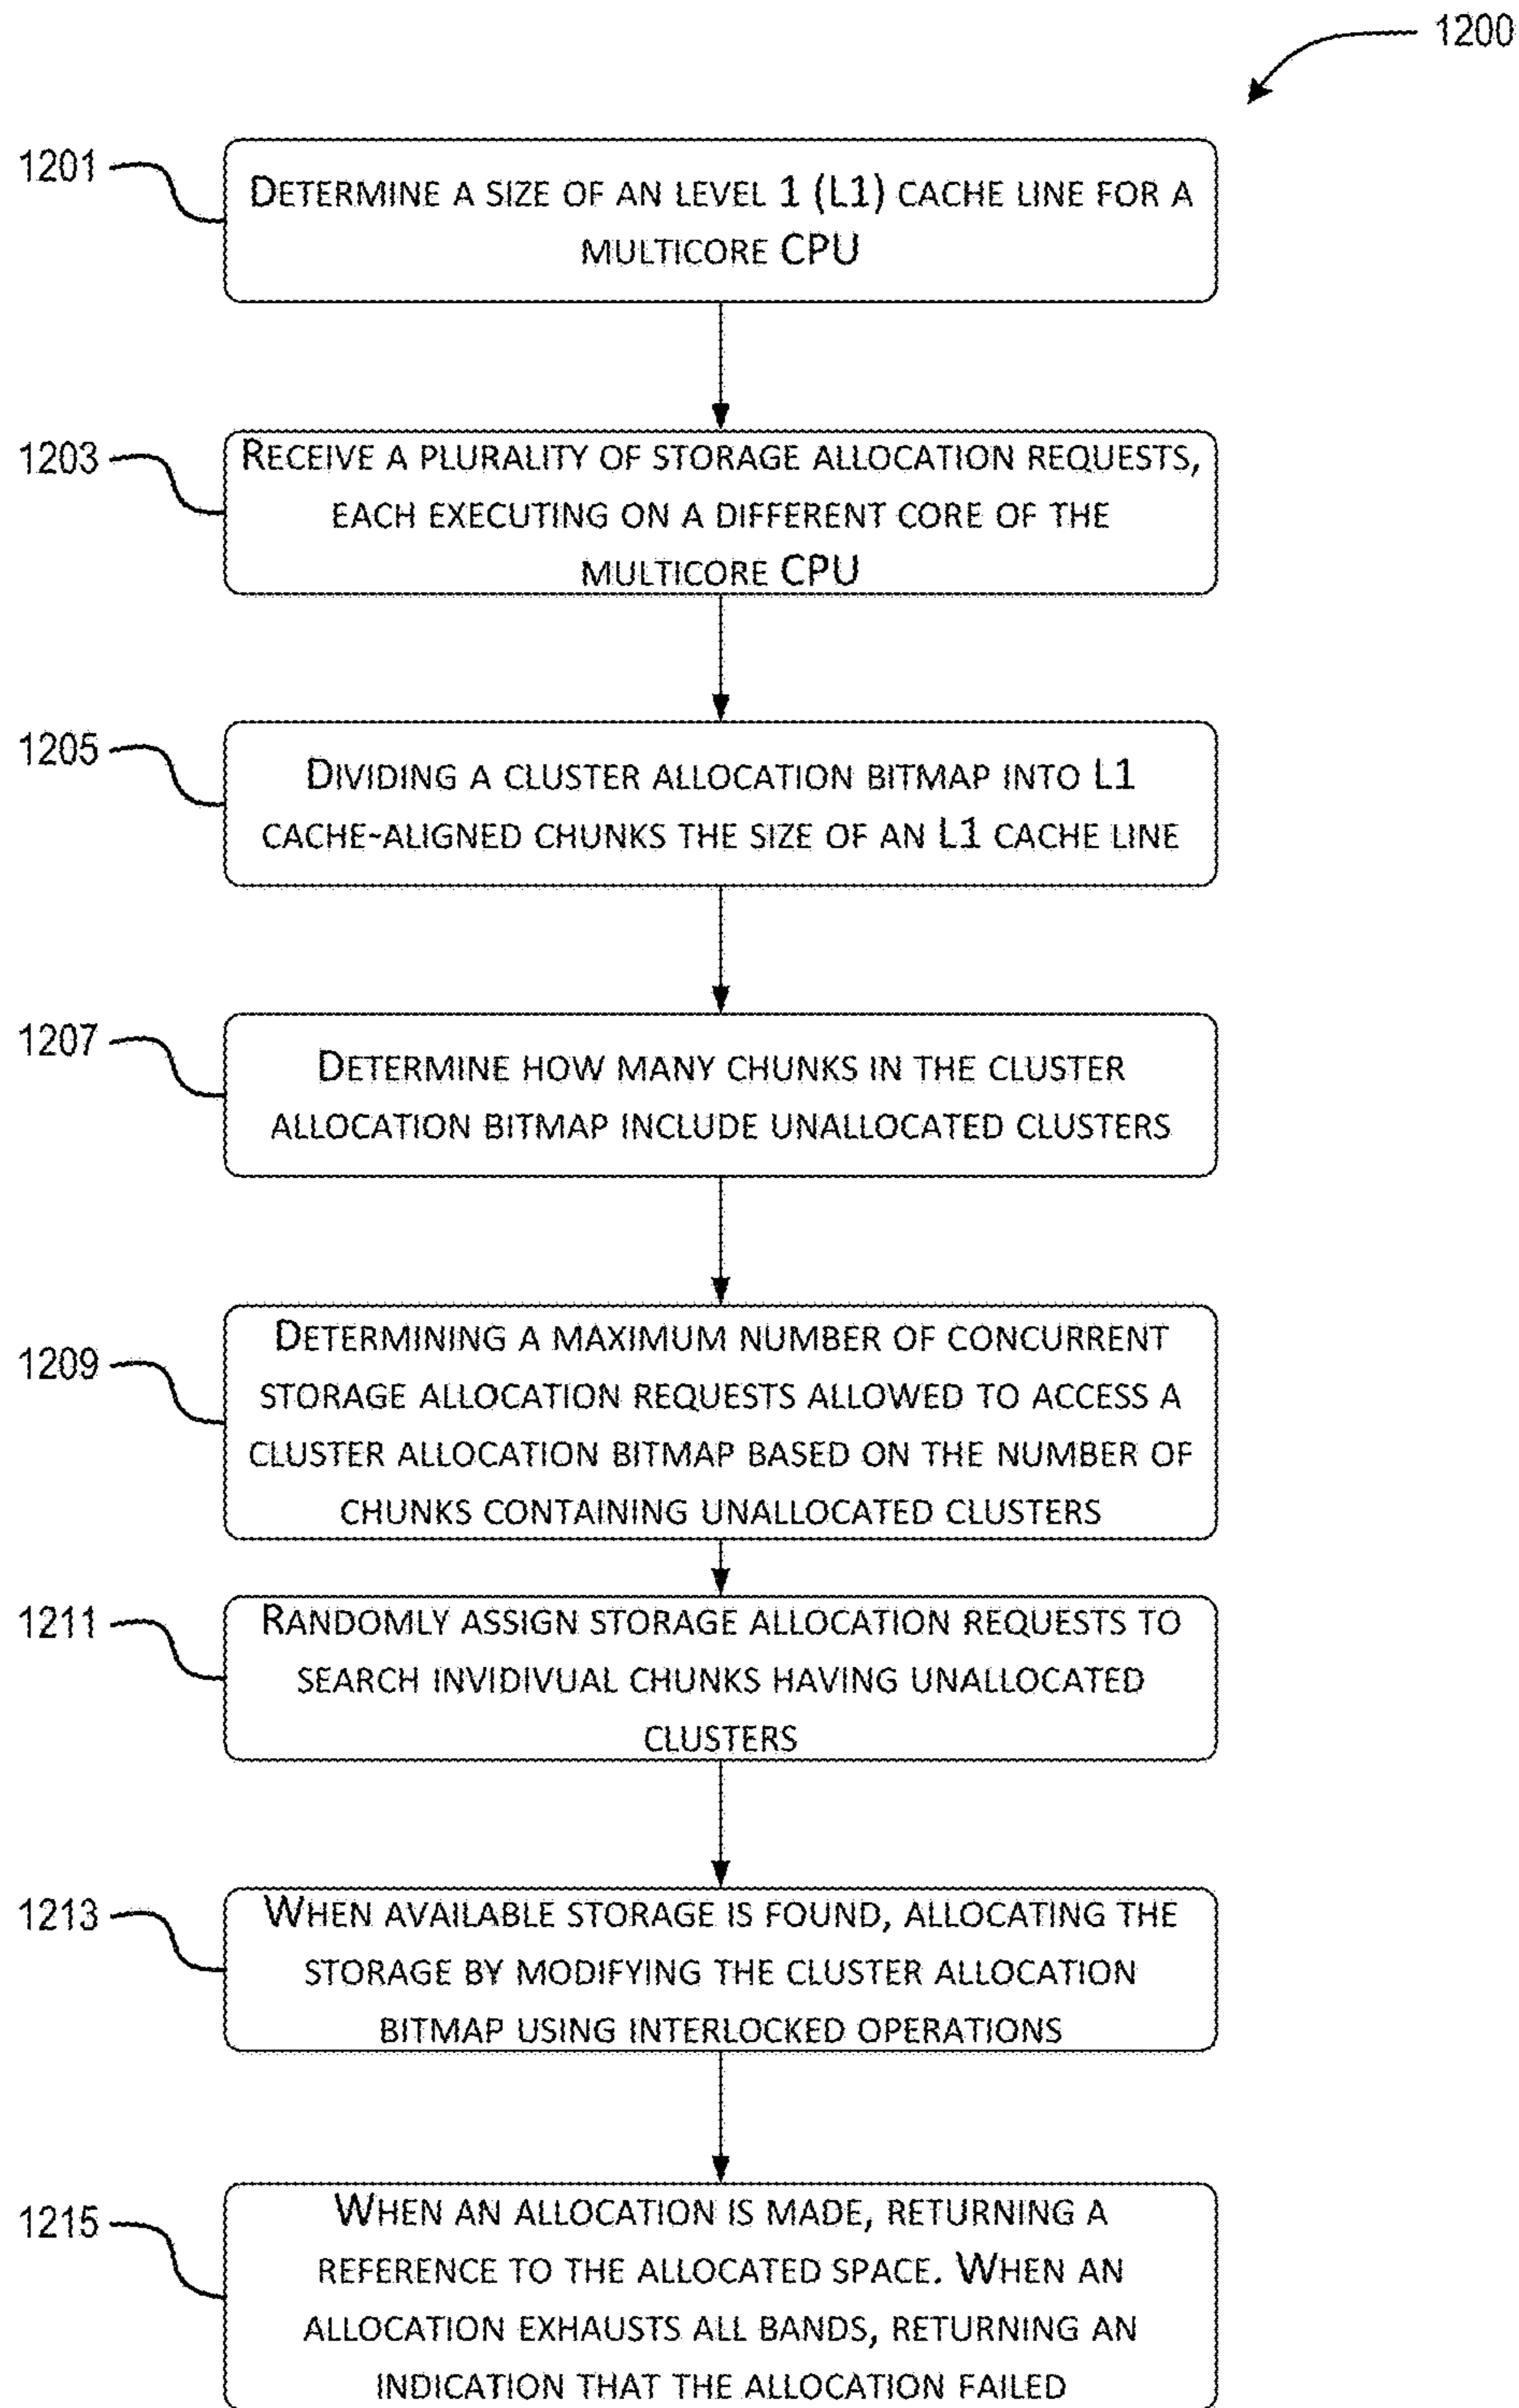 1200
1201
DETERMINE A SIZE OF AN LEVEL 1 (L1) CACHE LINE FOR A
MULTICORE CPU
1203
RECEIVE A PLURALITY OF STORAGE ALLOCATION REQUESTS,
EACH EXECUTING ON A DIFFERENT CORE OF THE
MULTICORE CPU
1205
DIVIDING A CLUSTER ALLOCATION BITMAP INTO L1
CACHE-ALIGNED CHUNKS THE SIZE OF AN L1 CACHE LINE
1207
DETERMINE HOW MANY CHUNKS IN THE CLUSTER
ALLOCATION BITMAP INCLUDE UNALLOCATED CLUSTERS
1209
DETERMINING A MAXIMUM NUMBER OF CONCURRENT
STORAGE ALLOCATION REQUESTS ALLOWED TO ACCESS A
CLUSTER ALLOCATION BITMAP BASED ON THE NUMBER OF
CHUNKS CONTAINING UNALLOCATED CLUSTERS
1211
RANDOMLY ASSIGN STORAGE ALLOCATION REQUESTS TO
SEARCH INVIDIVUAL CHUNKS HAVING UNALLOCATED
CLUSTERS
1213
WHEN AVAILABLE STORAGE IS FOUND, ALLOCATING THE
STORAGE BY MODIFYING THE CLUSTER ALLOCATION
BITMAP USING INTERLOCKED OPERATIONS
1215
WHEN AN ALLOCATION IS MADE, RETURNING A
REFERENCE TO THE ALLOCATED SPACE. WHEN AN
ALLOCATION EXHAUSTS ALL BANDS, RETURNING AN
INDICATION THAT THE ALLOCATION FAILED